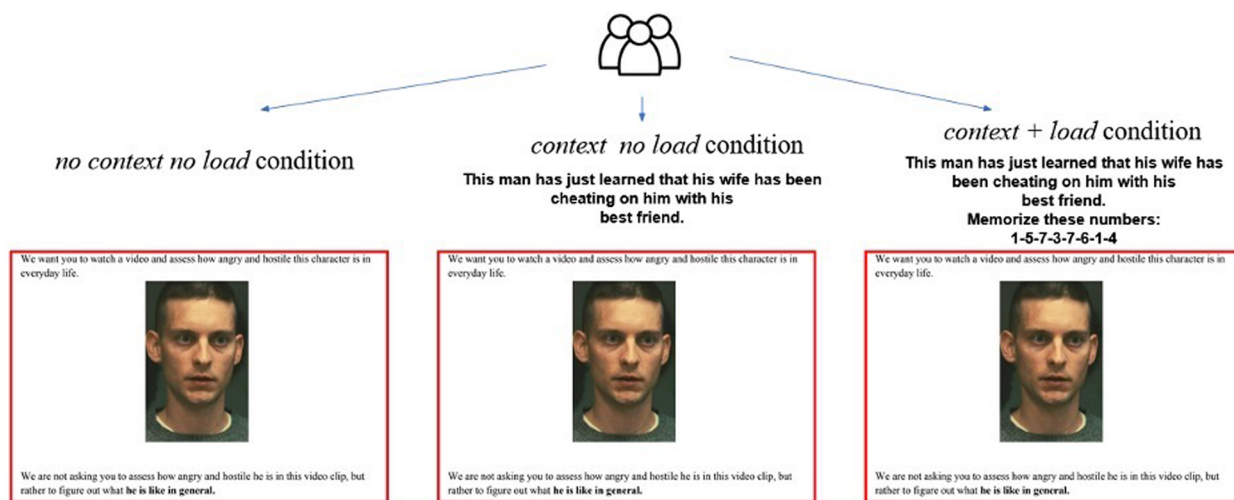 no context no load condition
context no load condition
This man has just learned that his wife has been
cheating on him with his
best friend.
context + load condition
This man has just learned that his wife has
been cheating on him with his
best friend.
Memorize these numbers:
1-5-7-3-7-6-1-4
We want you to watch a video and assess how angry and hostile this character is in
everyday life.
We are not asking you to assess how angry and hostile he is in this video clip, but
rather to figure out what he is like in general.
We want you to watch a video and assess how angry and hostile this character is in
everyday life.
We are not asking you to assess how angry and hostile he is in this video clip, but
rather to figure out what he is like in general.
We want you to watch a video and assess how angry and hostile this character is in
everyday life.
We are not asking you to assess how angry and hostile he is in this video clip, but
rather to figure out what he is like in general.